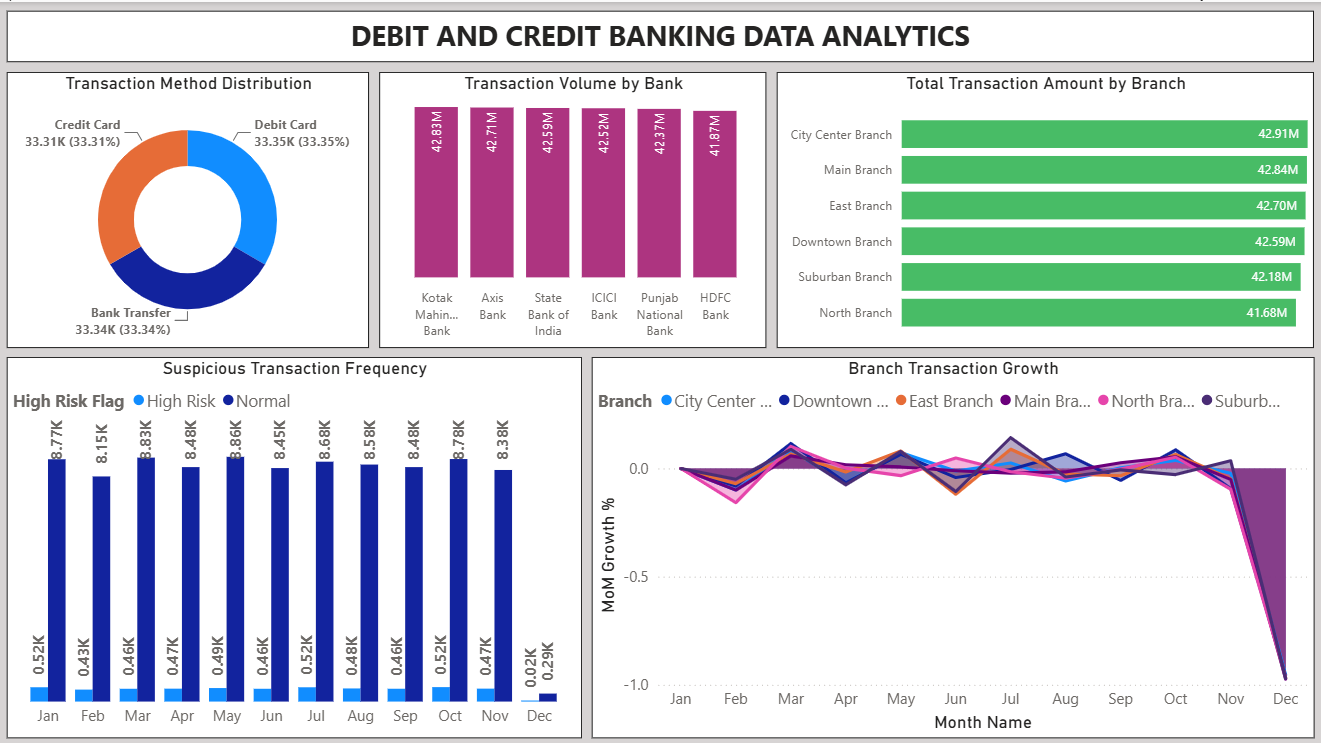 DEBIT AND CREDIT BANKING DATA ANALYTICS
Transaction Method Distribution
Credit Card
33.31K (33.31%)
Debit Card
33.35K (33.35%)
Bank Transfer
33.34K (33.34%)
Transaction Volume by Bank
42.83M
42.71M
42.59M
42.52M
42.37M
41.87M
Kotak
Mahin...
Bank
Axis
Bank
State
Bank of
India
ICICI
Bank
Punjab
National
Bank
HDFC
Bank
Total Transaction Amount by Branch
City Center Branch 42.91M
Main Branch 42.84M
East Branch 42.70M
Downtown Branch 42.59M
Suburban Branch 42.18M
North Branch 41.68M
Suspicious Transaction Frequency
High Risk Flag High Risk Normal
8.77K
8.15K
8.83K
8.48K
8.86K
8.45K
8.68K
8.58K
8.48K
8.78K
8.38K
0.52K
0.43K
0.46K
0.47K
0.49K
0.46K
0.52K
0.48K
0.46K
0.52K
0.47K
0.02K
0.29K
Jan Feb Mar Apr May Jun Jul Aug Sep Oct Nov Dec
Branch Transaction Growth
Branch City Center ... Downtown ... East Branch Main Bra... North Bra... Suburb...
MoM Growth %
0.0
-0.5
-1.0
Jan Feb Mar Apr May Jun Jul Aug Sep Oct Nov Dec
Month Name